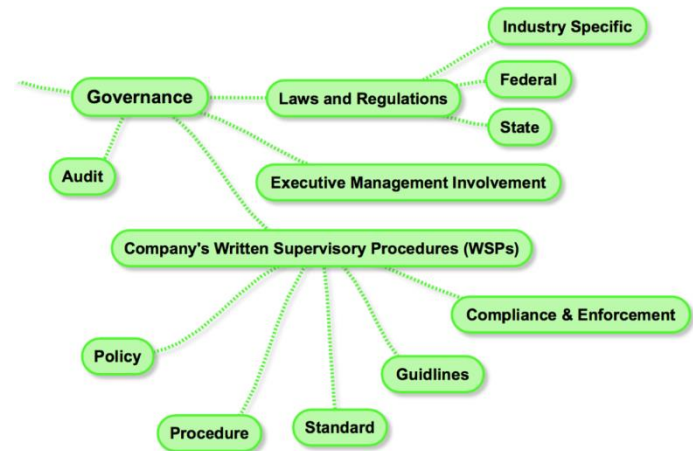 Industry Specific
Governance
Laws and Regulations
Federal
State
Audit
Executive Management Involvement
Company's Written Supervisory Procedures (WSPs)
Compliance & Enforcement
Policy
Guidlines
Procedure
Standard